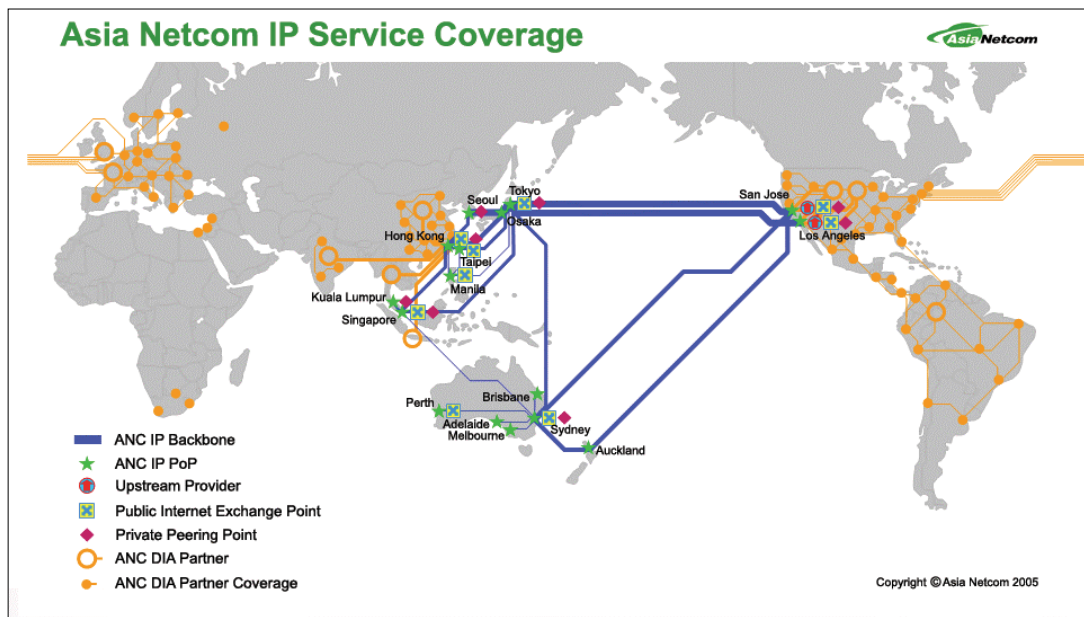 Asia Netcom IP Service Coverage
AsiaNetcom
Tokyo
San Jose
Seoul
Osaka
Los Angeles
Hong Kong
Taipei
Manila
Kuala Lumpur
Singapore
Brisbane
Perth
Adelaide
Sydney
Melbourne
Auckland
ANC IP Backbone
ANC IP PoP
Upstream Provider
Public Internet Exchange Point
Private Peering Point
ANC DIA Partner
ANC DIA Partner Coverage
Copyright © Asia Netcom 2005